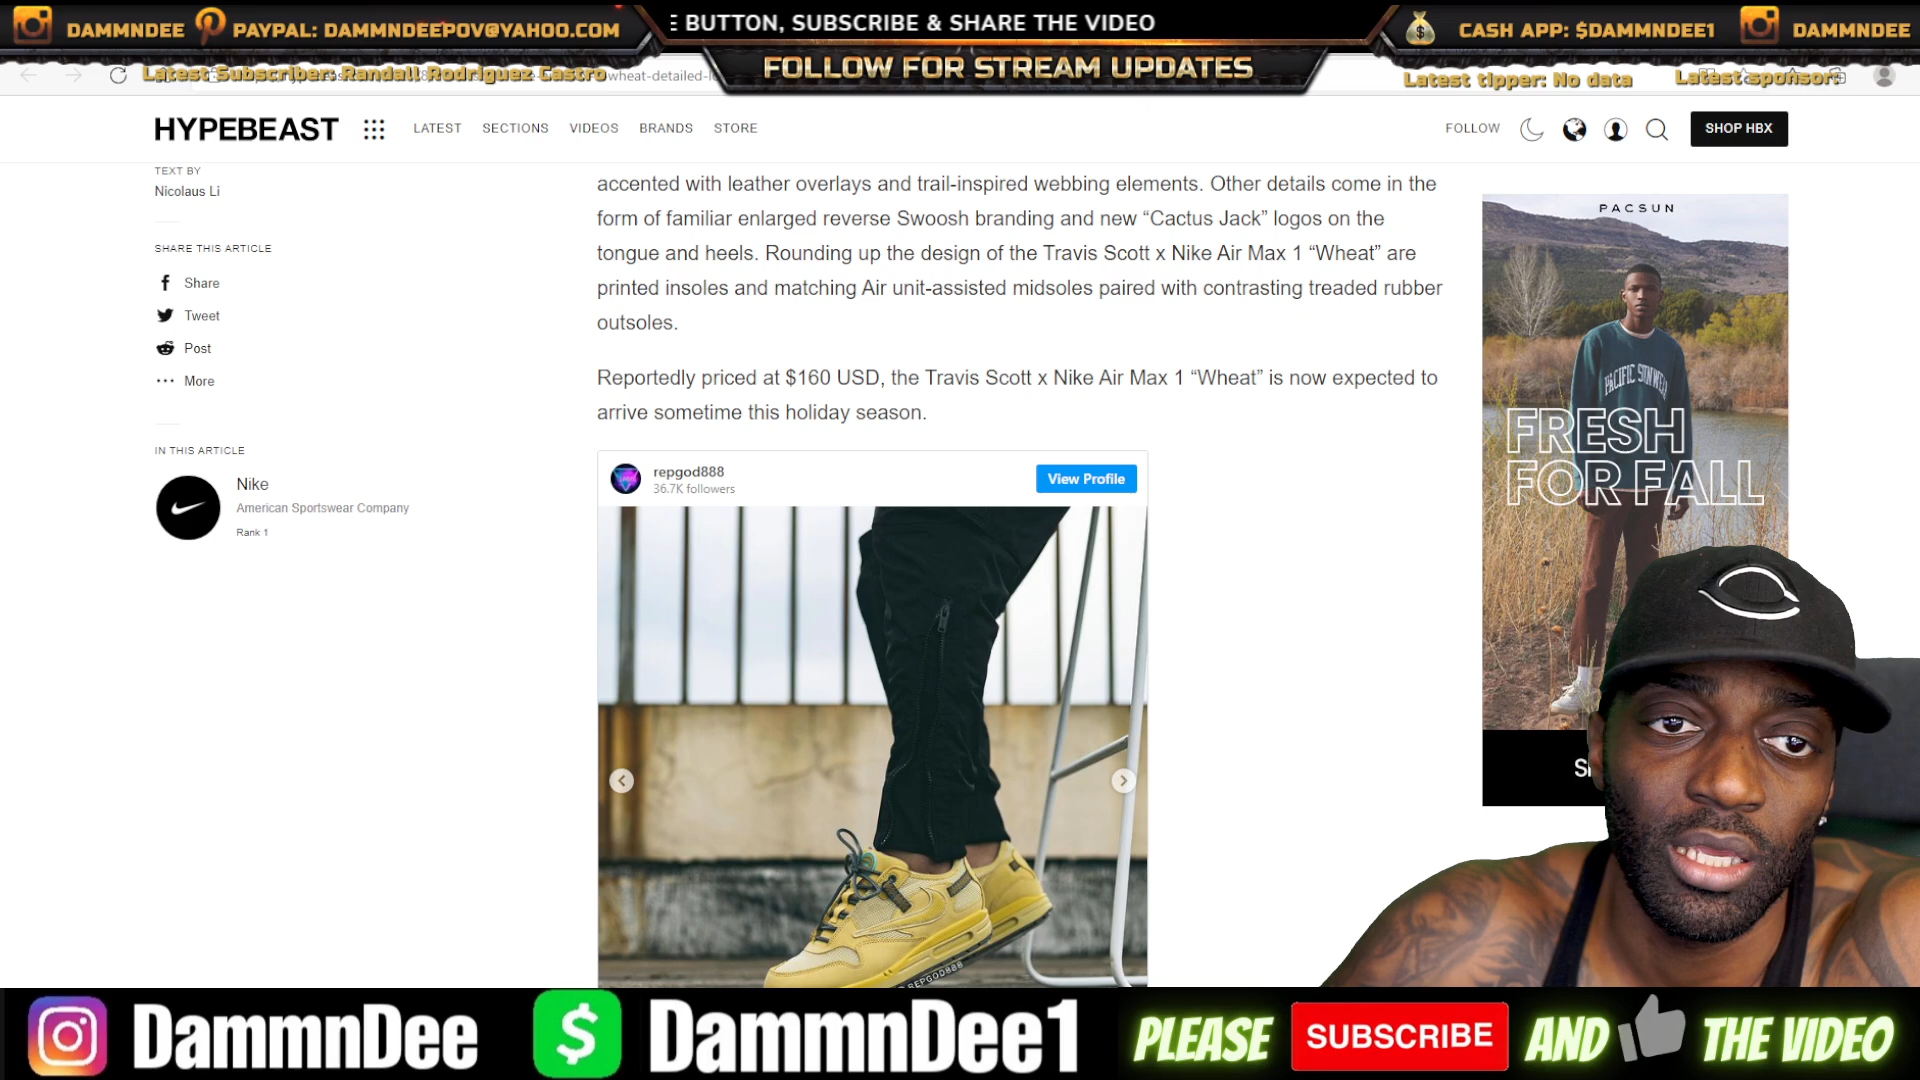 DAMMNDEE PAYPAL: DAMMNDEEPOV@YAHOO.COM
E BUTTON, SUBSCRIBE & SHARE THE VIDEO
CASH APP: $DAMMNDEE1 DAMMNDEE
FOLLOW FOR STREAM UPDATES
Latest Subscriber: Randall Rodriguez Castro
wheat-detailed-l
Latest tipper: No data
Latest sponsor:
HYPEBEAST LATEST SECTIONS VIDEOS BRANDS STORE FOLLOW SHOP HBX
TEXT BY
Nicolaus Li
SHARE THIS ARTICLE
Share
Tweet
Post
More
IN THIS ARTICLE
Nike
American Sportswear Company
Rank 1
accented with leather overlays and trail-inspired webbing elements. Other details come in the
form of familiar enlarged reverse Swoosh branding and new “Cactus Jack” logos on the
tongue and heels. Rounding up the design of the Travis Scott x Nike Air Max 1 “Wheat” are
printed insoles and matching Air unit-assisted midsoles paired with contrasting treaded rubber
outsoles.
Reportedly priced at $160 USD, the Travis Scott x Nike Air Max 1 “Wheat” is now expected to
arrive sometime this holiday season.
repgod888
36.7K followers
View Profile
REPGOD888
PACSUN
PACIFIC SUNWEAR
FRESH
FOR FALL
DammnDee
DammnDee1
PLEASE SUBSCRIBE AND THE VIDEO